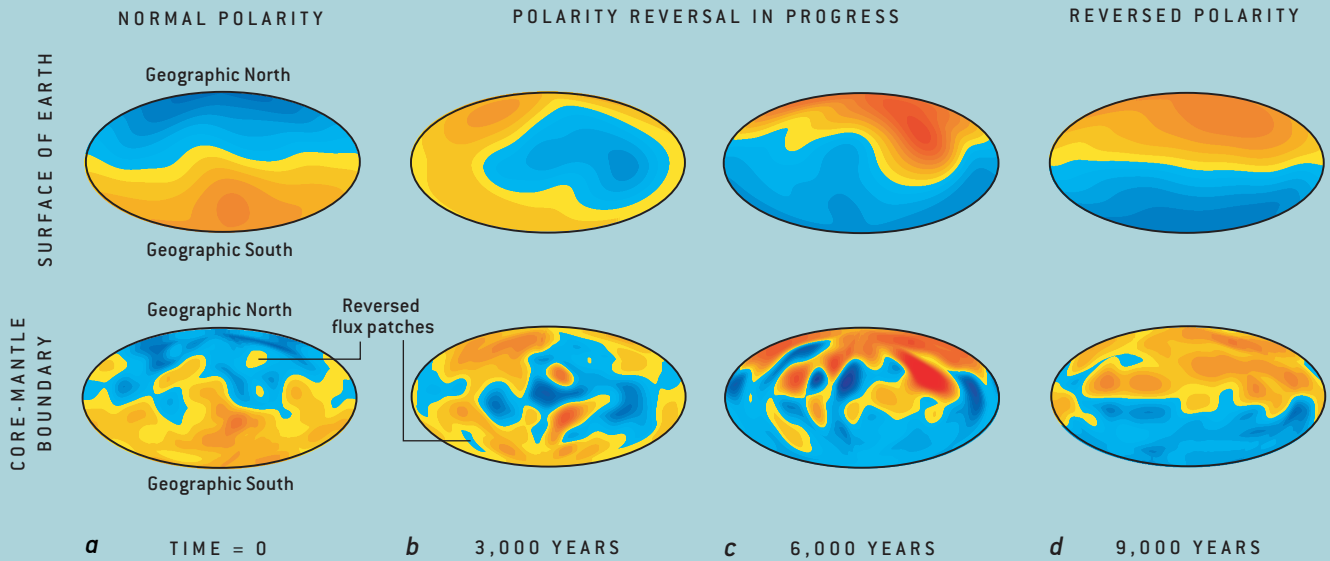 NORMAL POLARITY
POLARITY REVERSAL IN PROGRESS
REVERSED POLARITY
SURFACE OF EARTH
Geographic North
Geographic South
CORE-MANTLE
BOUNDARY
Geographic North
Reversed
flux patches
Geographic South
a TIME = 0
b 3,000 YEARS
c 6,000 YEARS
d 9,000 YEARS